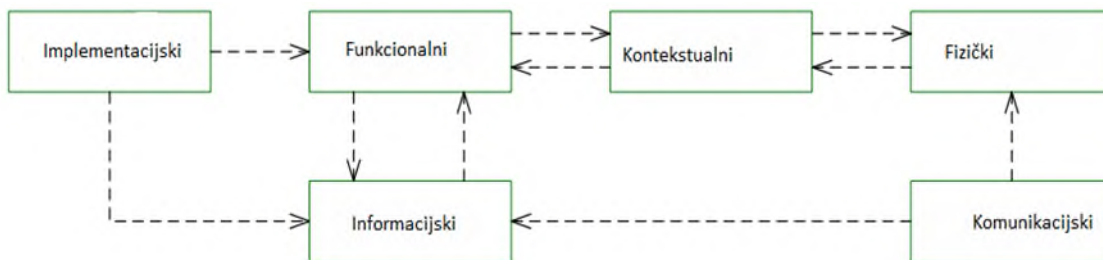 Implementacijski
Funkcionalni
Kontekstualni
Fizički
Informacijski
Komunikacijski